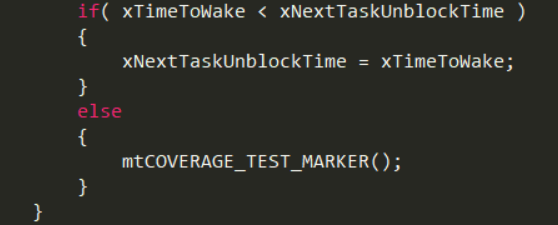 if( xTimeToWake < xNextTaskUnblockTime )
{
xNextTaskUnblockTime = xTimeToWake;
}
else
{
mtCOVERAGE_TEST_MARKER();
}
}